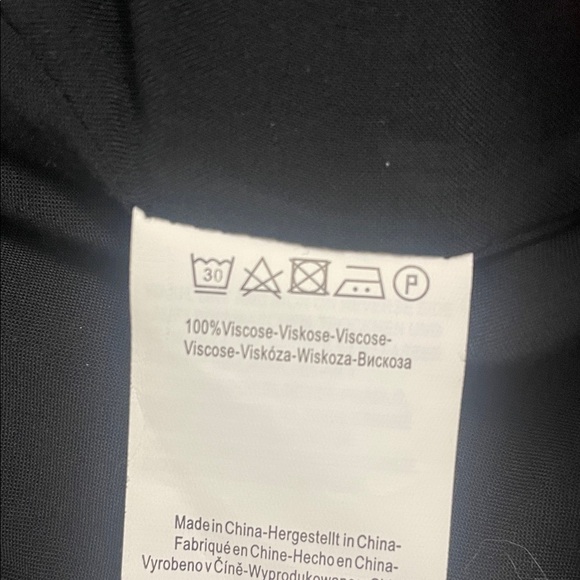 30 P
100%Viscose-Viskose-Viscose-
Viscose-Viskóza-Wiskoza-Вискоза
Made in China-Hergestellt in China-
Fabriqué en Chine-Hecho en China-
Vyrobeno v Číně-